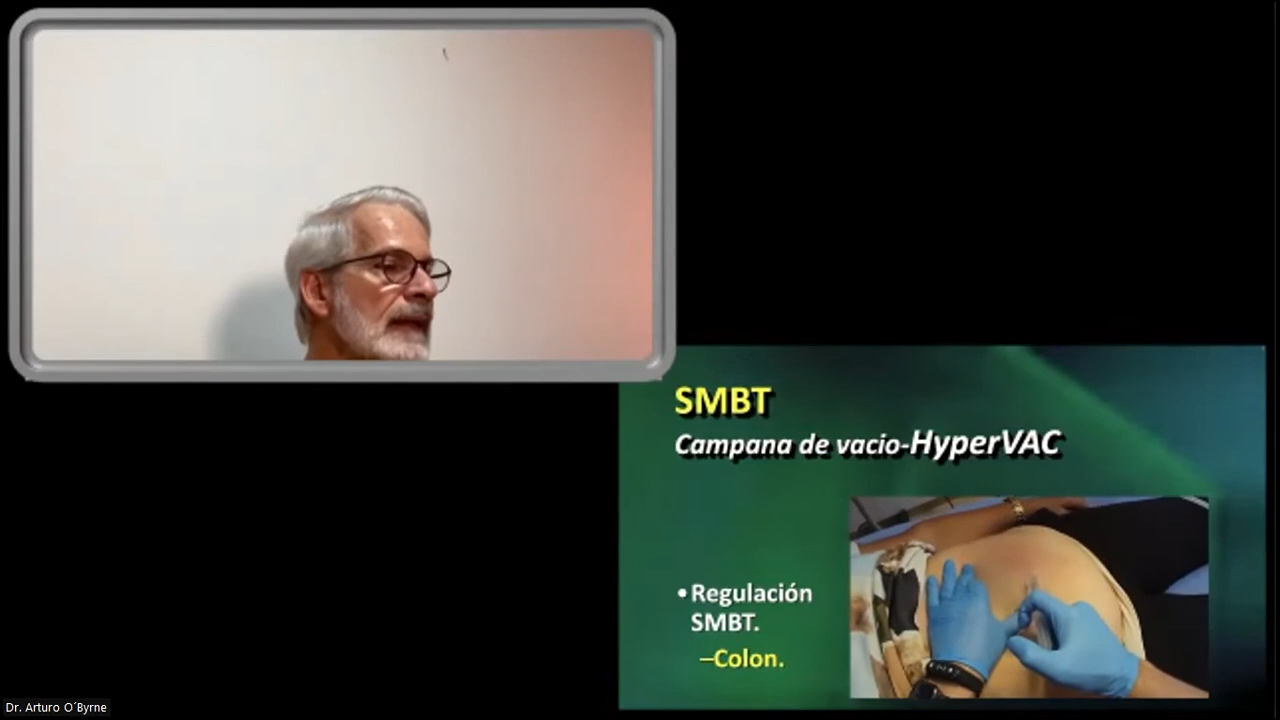 SMBT
Campana de vacio-HyperVAC
•Regulación
SMBT.
–Colon.
Dr. Arturo O´Byrne